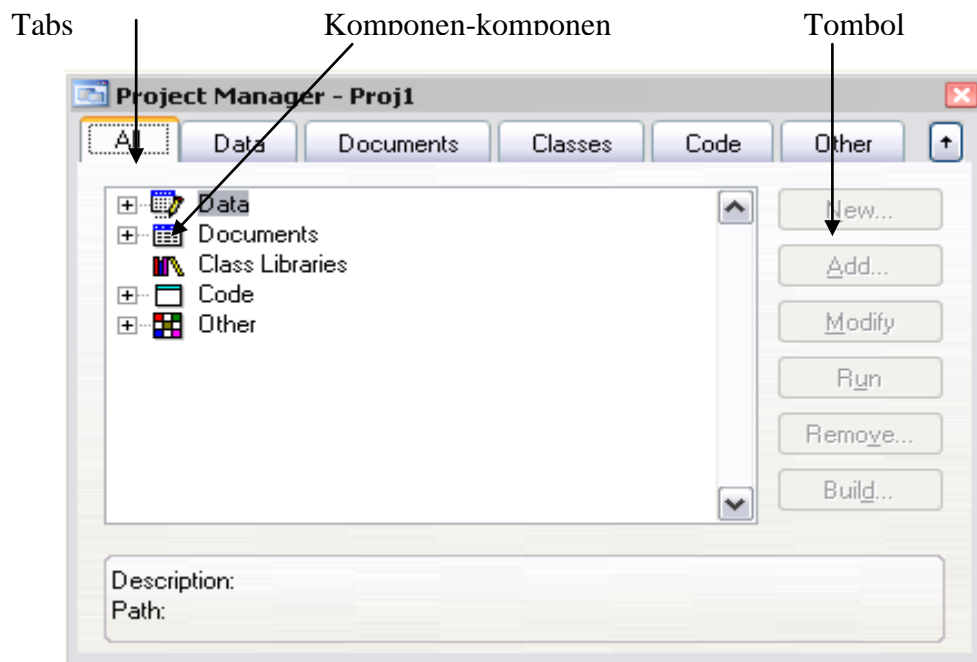 Tabs Komponen-komponen Tombol
Project Manager - Proj1
All Data Documents Classes Code Other
Data
Documents
Class Libraries
Code
Other
New...
Add...
Modify
Run
Remove...
Build...
Description:
Path: